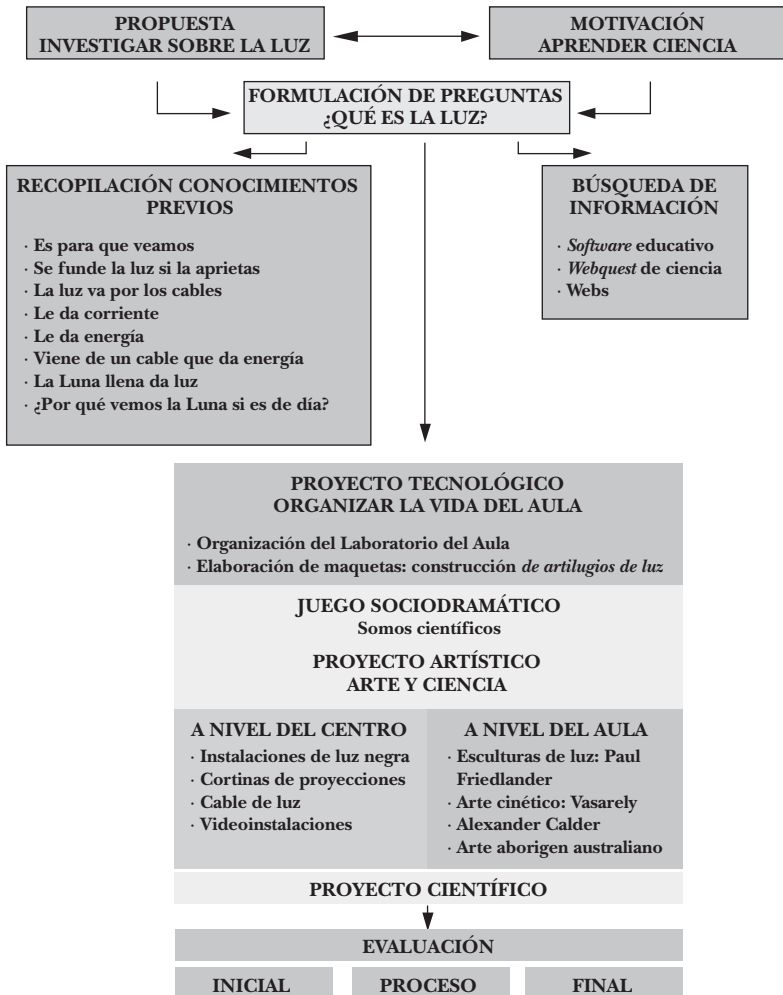 PROPUESTA
INVESTIGAR SOBRE LA LUZ
MOTIVACIÓN
APRENDER CIENCIA
FORMULACIÓN DE PREGUNTAS
¿QUÉ ES LA LUZ?
RECOPILACIÓN CONOCIMIENTOS
PREVIOS
· Es para que veamos
· Se funde la luz si la aprietas
· La luz va por los cables
· Le da corriente
· Le da energía
· Viene de un cable que da energía
· La Luna llena da luz
· ¿Por qué vemos la Luna si es de día?
BÚSQUEDA DE
INFORMACIÓN
· Software educativo
· Webquest de ciencia
· Webs
PROYECTO TECNOLÓGICO
ORGANIZAR LA VIDA DEL AULA
· Organización del Laboratorio del Aula
· Elaboración de maquetas: construcción de artilugios de luz
JUEGO SOCIODRAMÁTICO
Somos científicos
PROYECTO ARTÍSTICO
ARTE Y CIENCIA
A NIVEL DEL CENTRO
· Instalaciones de luz negra
· Cortinas de proyecciones
· Cable de luz
· Videoinstalaciones
A NIVEL DEL AULA
· Esculturas de luz: Paul
Friedlander
· Arte cinético: Vasarely
· Alexander Calder
· Arte aborigen australiano
PROYECTO CIENTÍFICO
EVALUACIÓN
INICIAL
PROCESO
FINAL